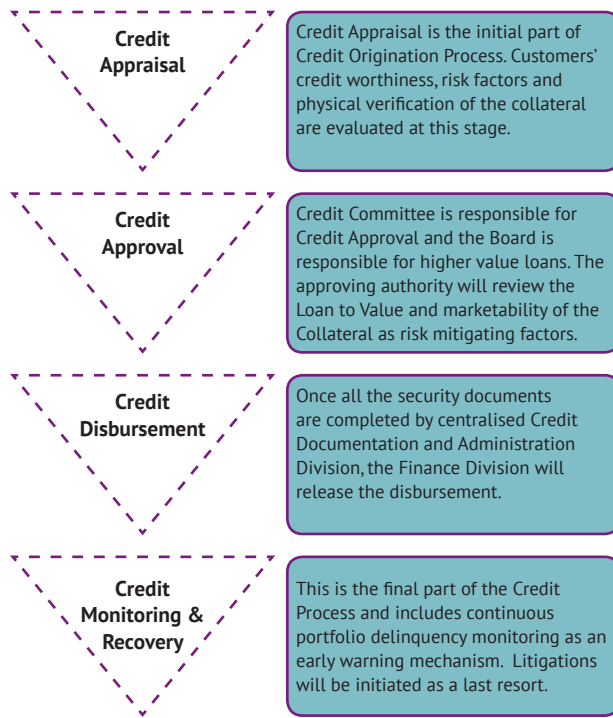 Credit
Appraisal
Credit Appraisal is the initial part of
Credit Origination Process. Customers’
credit worthiness, risk factors and
physical verification of the collateral
are evaluated at this stage.
Credit
Approval
Credit Committee is responsible for
Credit Approval and the Board is
responsible for higher value loans. The
approving authority will review the
Loan to Value and marketability of the
Collateral as risk mitigating factors.
Credit
Disbursement
Once all the security documents
are completed by centralised Credit
Documentation and Administration
Division, the Finance Division will
release the disbursement.
Credit
Monitoring &
Recovery
This is the final part of the Credit
Process and includes continuous
portfolio delinquency monitoring as an
early warning mechanism. Litigations
will be initiated as a last resort.